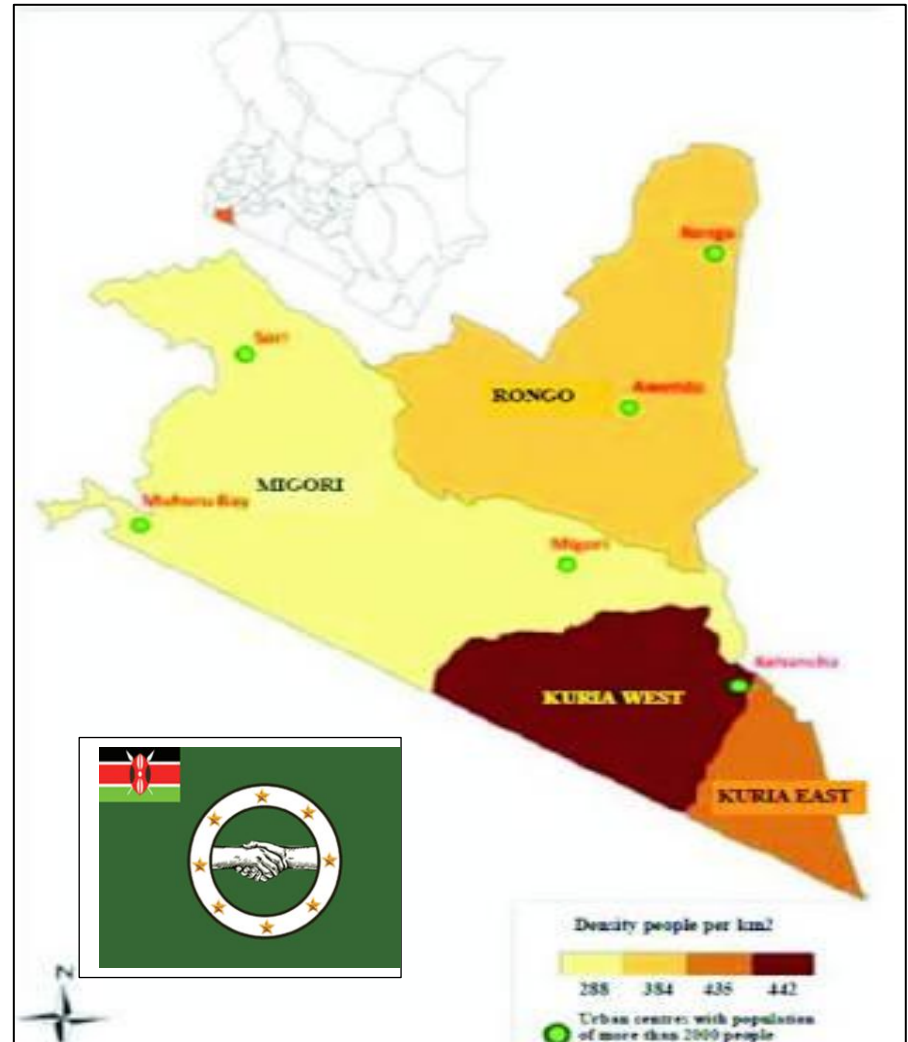 Rongo
Sori
Awendo
RONGO
MIGORI
Muhuru Bay
Migori
Kehancha
KURIA WEST
KURIA EAST
Density people per km2
288 384 435 442
N
Urban centres with population
of more than 2000 people